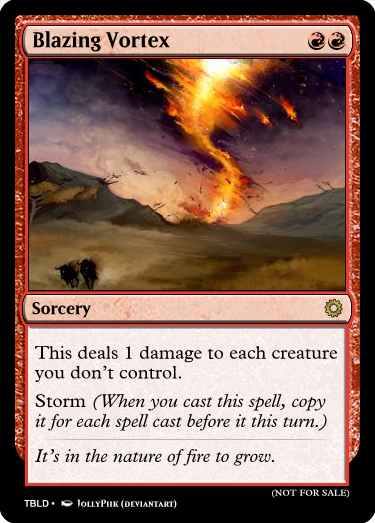 Blazing Vortex
Sorcery
This deals 1 damage to each creature
you don't control.
Storm (When you cast this spell, copy
it for each spell cast before it this turn.)
It's in the nature of fire to grow.
(NOT FOR SALE)
TBLD • JollyPiik (deviantart)